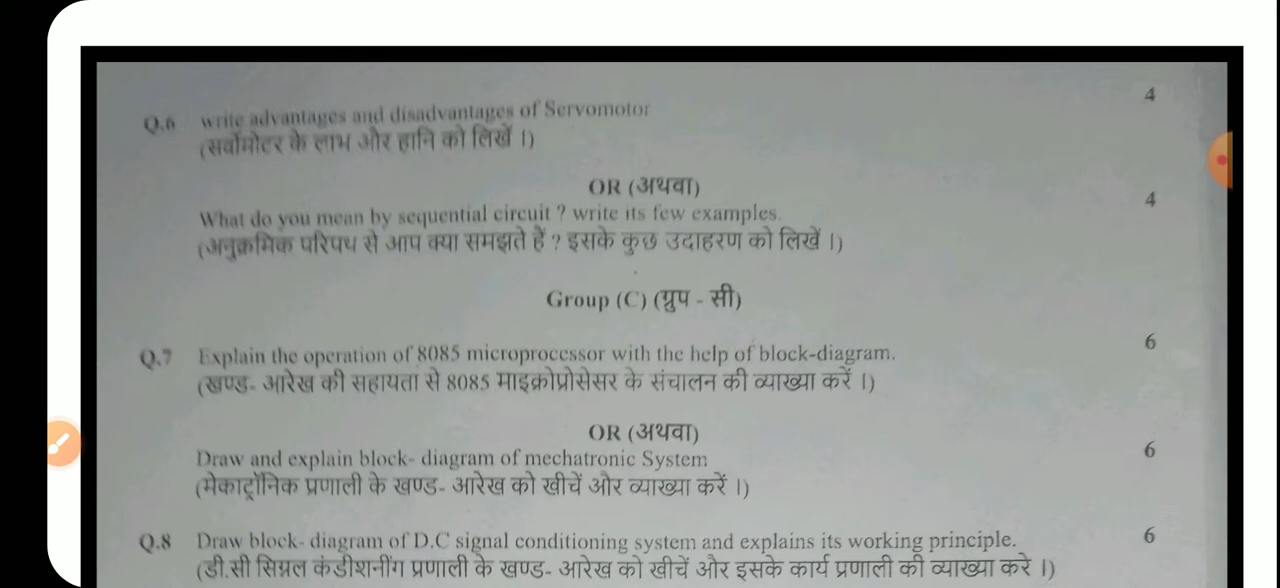 4
Q.6 write advantages and disadvantages of Servomotor
(सर्वोमोटर के लाभ और हानि को लिखें ।)
OR (अथवा)
4
What do you mean by sequential circuit ? write its few examples.
(अनुक्रमिक परिपथ से आप क्या समझते हैं ? इसके कुछ उदाहरण को लिखें ।)
Group (C) (ग्रुप - सी)
6
Q.7 Explain the operation of 8085 microprocessor with the help of block-diagram.
(खण्ड- आरेख की सहायता से 8085 माइक्रोप्रोसेसर के संचालन की व्याख्या करें ।)
OR (अथवा)
6
Draw and explain block- diagram of mechatronic System
(मेकाट्रॉनिक प्रणाली के खण्ड- आरेख को खीचें और व्याख्या करें ।)
6
Q.8 Draw block- diagram of D.C signal conditioning system and explains its working principle.
(डी.सी सिग्नल कंडीशनींग प्रणाली के खण्ड- आरेख को खीचें और इसके कार्य प्रणाली की व्याख्या करे ।)